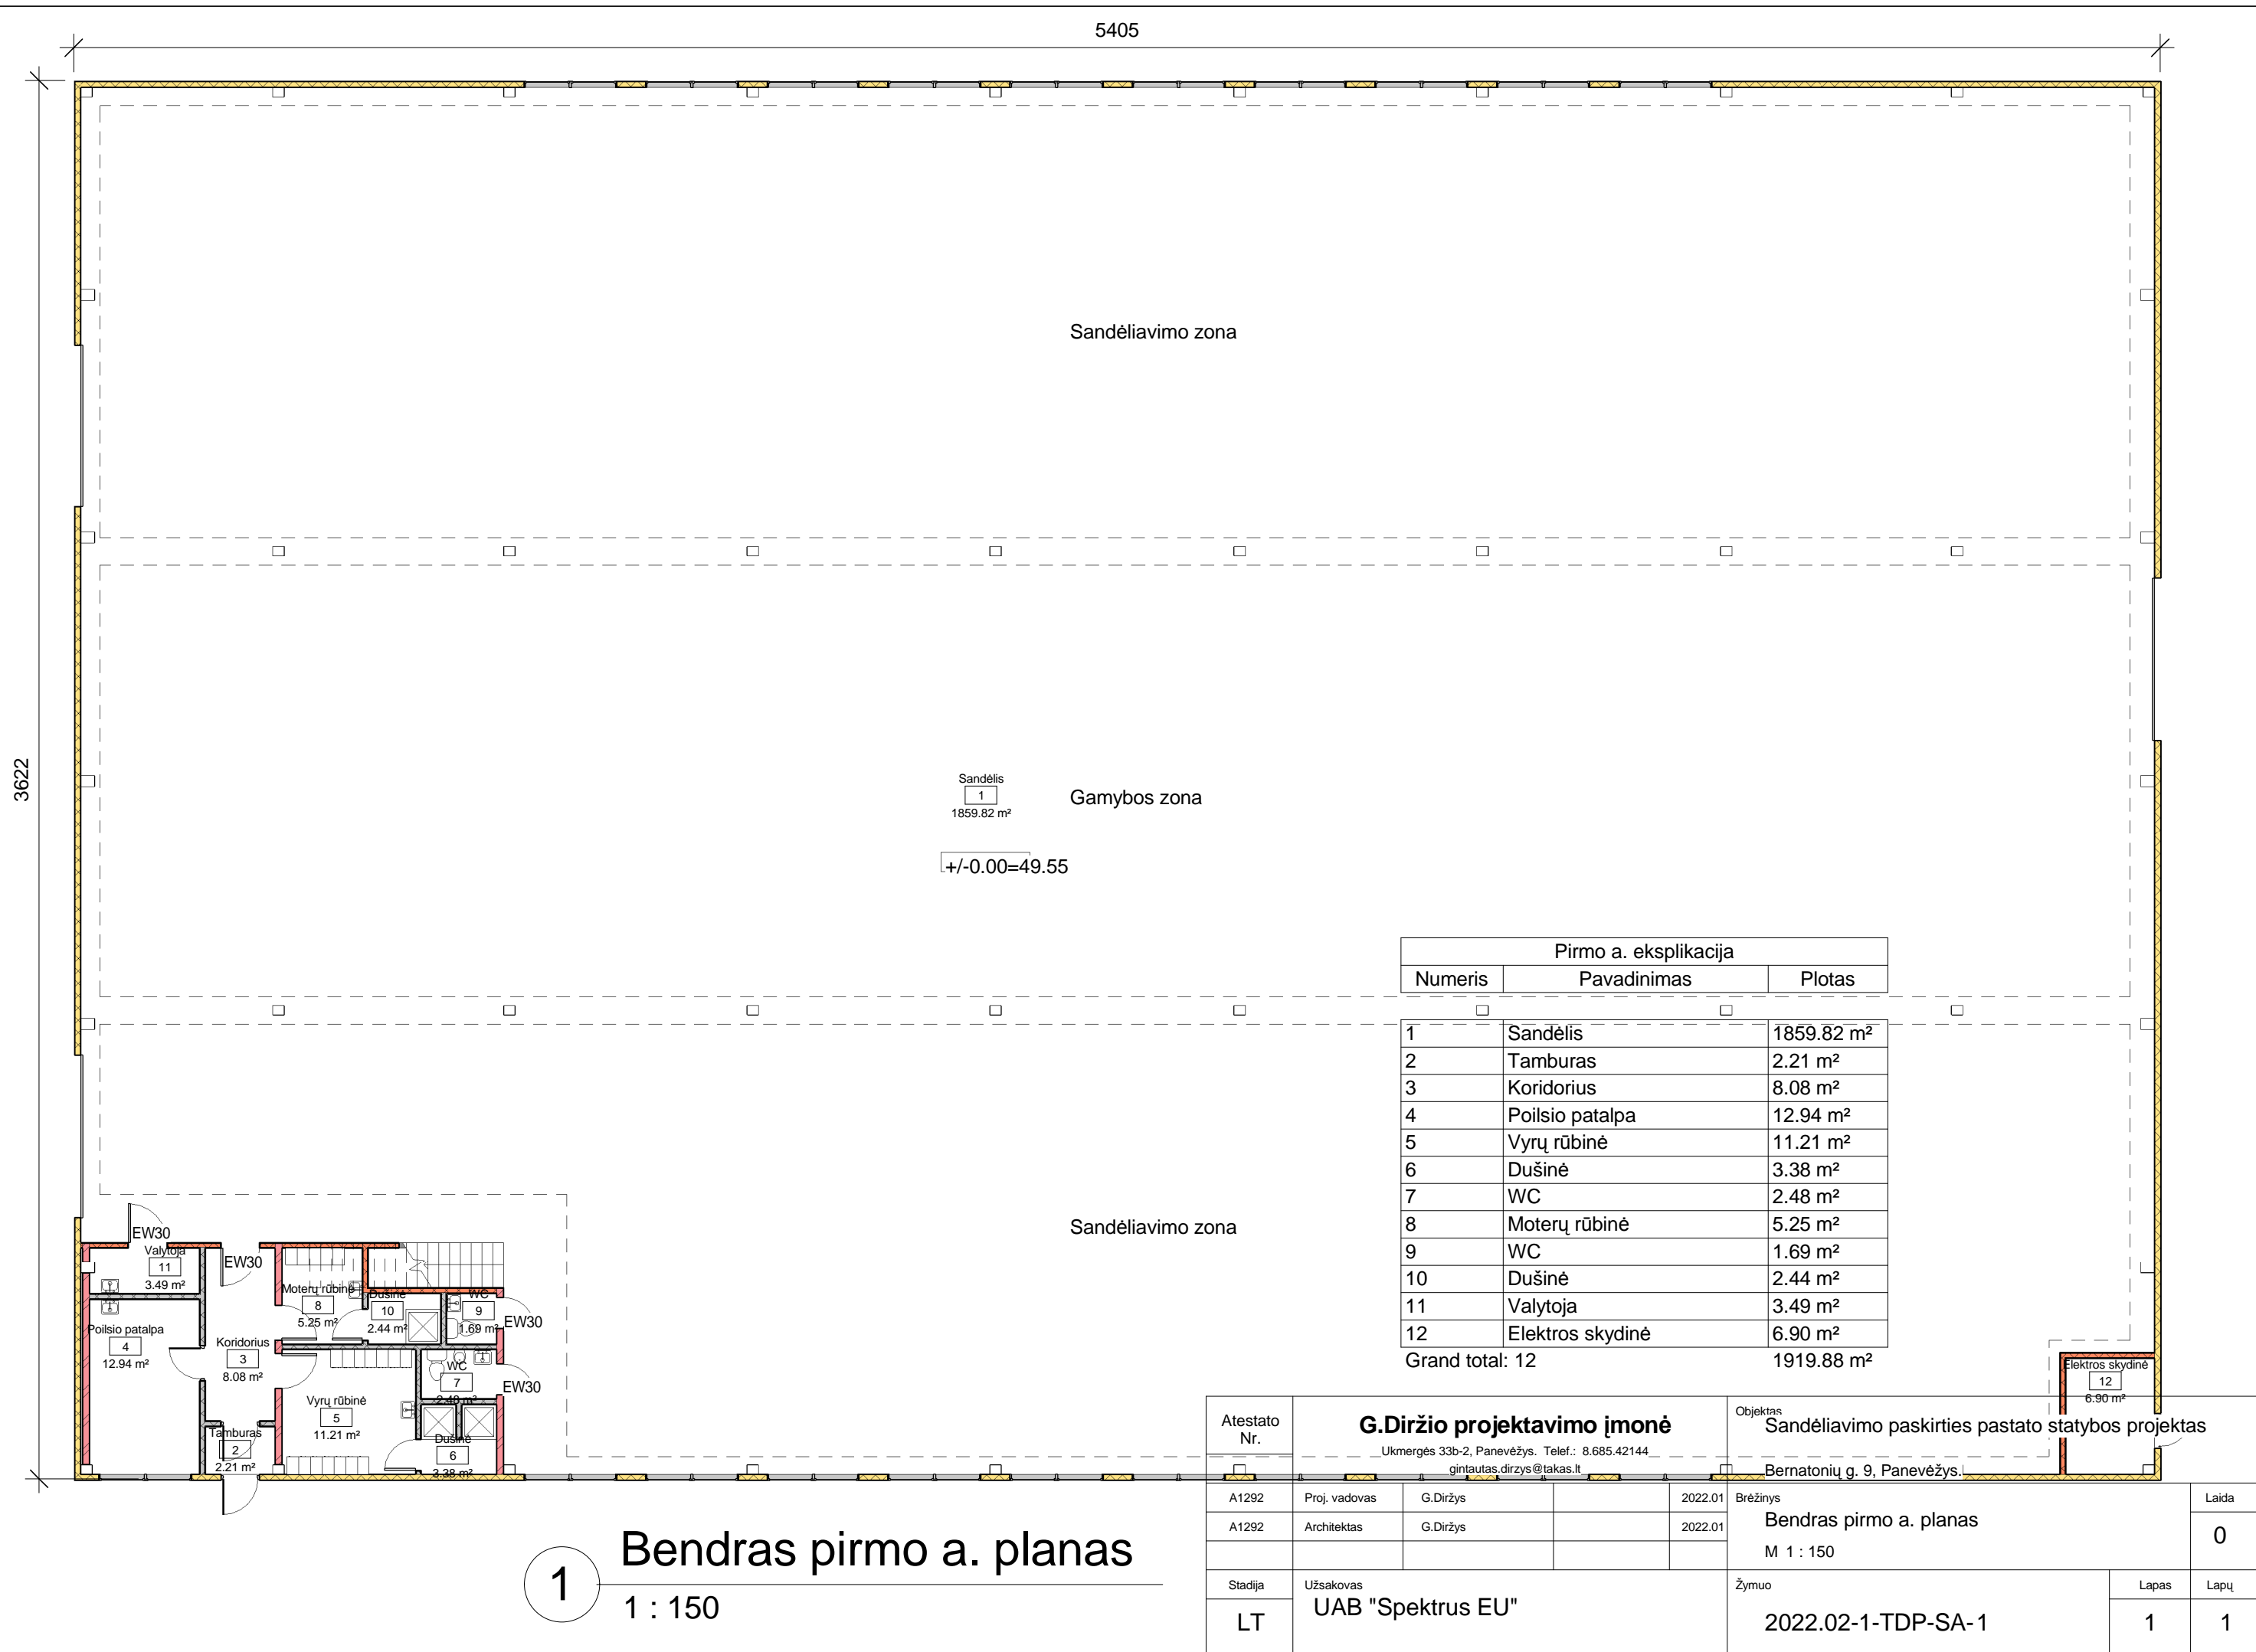 5405
3622
Sandėliavimo zona
Sandėlis
1
1859.82 m²
Gamybos zona
+/-0.00=49.55
Sandėliavimo zona
Pirmo a. eksplikacija
Numeris Pavadinimas Plotas
1 Sandėlis 1859.82 m²
2 Tamburas 2.21 m²
3 Koridorius 8.08 m²
4 Poilsio patalpa 12.94 m²
5 Vyrų rūbinė 11.21 m²
6 Dušinė 3.38 m²
7 WC 2.48 m²
8 Moterų rūbinė 5.25 m²
9 WC 1.69 m²
10 Dušinė 2.44 m²
11 Valytoja 3.49 m²
12 Elektros skydinė 6.90 m²
Grand total: 12 1919.88 m²
EW30
Valytoja
11
3.49 m²
EW30
Moterų rūbinė
8
5.25 m²
Dušinė
10
2.44 m²
WC
9
1.69 m²
EW30
Poilsio patalpa
4
12.94 m²
Koridorius
3
8.08 m²
WC
7
2.48 m²
EW30
Vyrų rūbinė
5
11.21 m²
Tamburas
2
2.21 m²
Dušinė
6
3.38 m²
Elektros skydinė
12
6.90 m²
1
Bendras pirmo a. planas
1 : 150
Atestato
Nr.
G.Diržio projektavimo įmonė
Ukmergės 33b-2, Panevėžys. Telef.: 8.685.42144
gintautas.dirzys@takas.lt
Objektas
Sandėliavimo paskirties pastato statybos projektas
Bernatonių g. 9, Panevėžys.
A1292 Proj. vadovas G.Diržys 2022.01
A1292 Architektas G.Diržys 2022.01
Brėžinys
Bendras pirmo a. planas
M 1 : 150
Laida
0
Stadija
LT
Užsakovas
UAB "Spektrus EU"
Žymuo
2022.02-1-TDP-SA-1
Lapas
1
Lapų
1